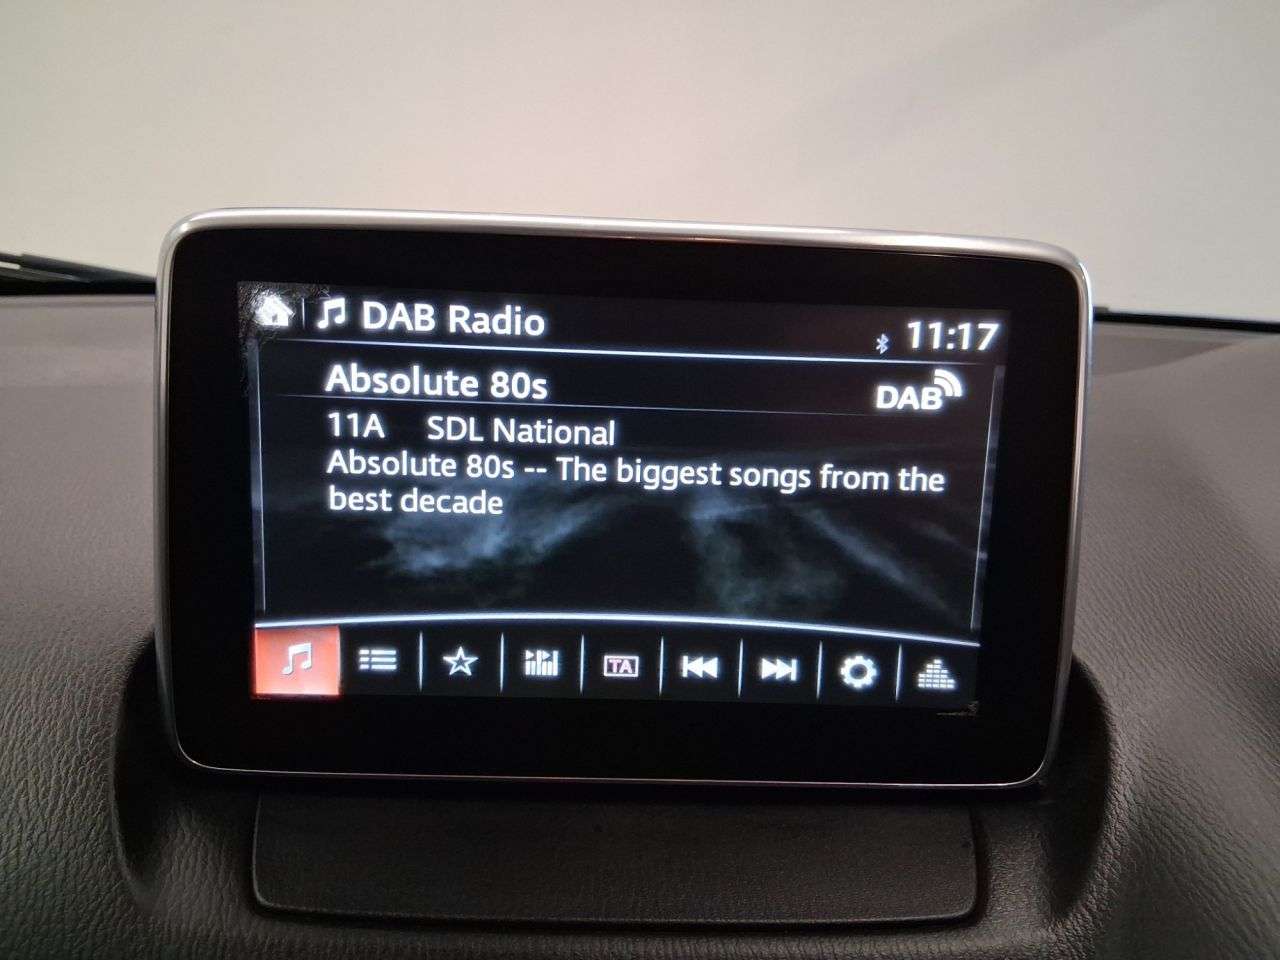 DAB Radio
11:17
Absolute 80s
DAB
11A SDL National
Absolute 80s -- The biggest songs from the
best decade
TA